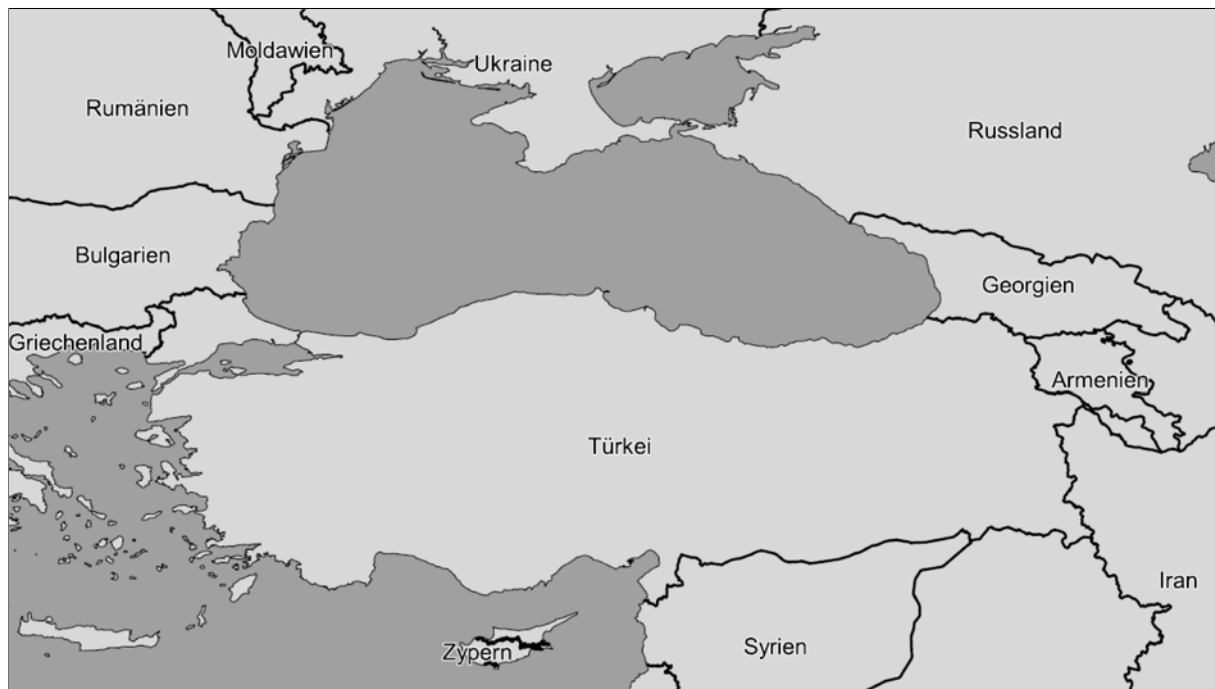 Moldawien
Ukraine
Rumänien
Russland
Bulgarien
Georgien
Griechenland
Armenien
Türkei
Iran
Syrien
Zypern